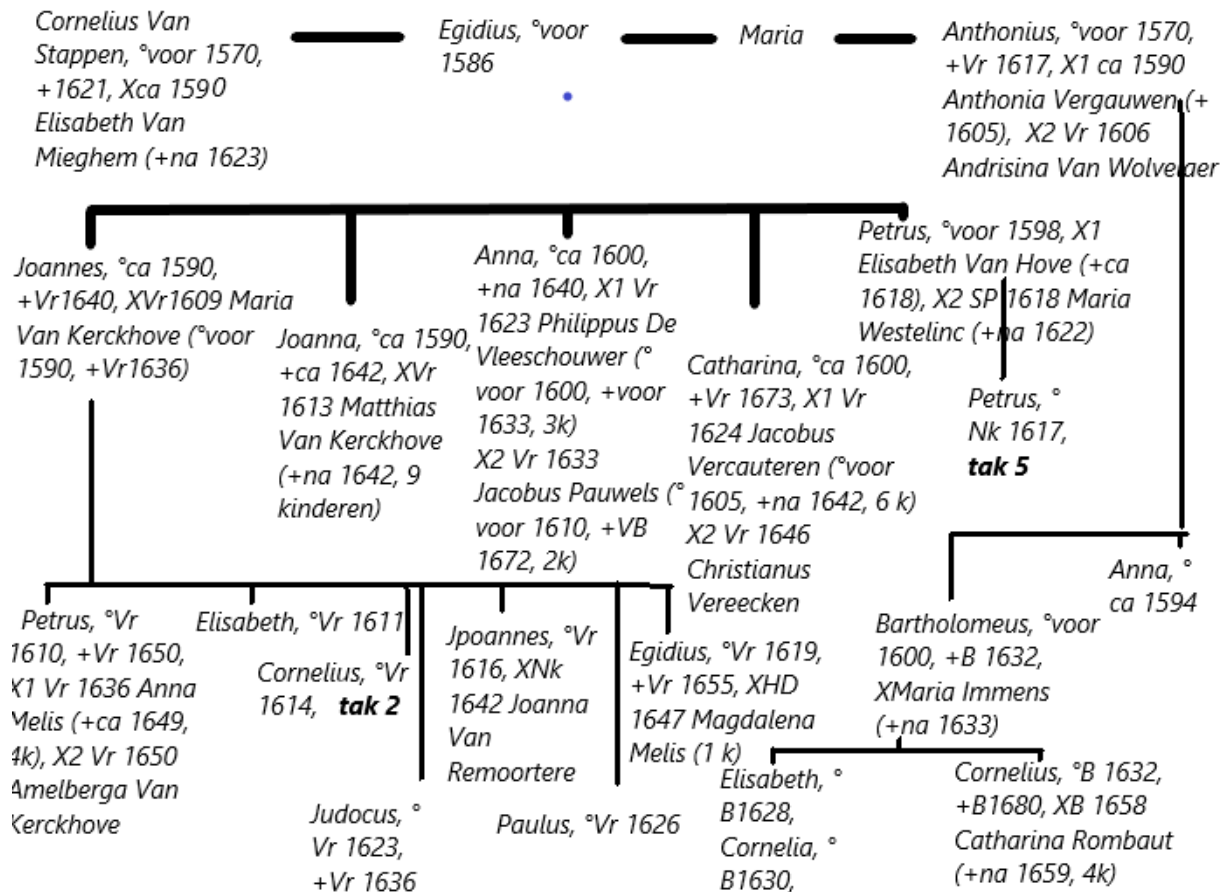 Cornelius Van
Stappen, °voor 1570,
+1621, Xca 1590
Elisabeth Van
Mieghem (+na 1623)
Egidius, °voor
1586
Maria
Anthonius, °voor 1570,
+Vr 1617, X1 ca 1590
Anthonia Vergauwen (+
1605), X2 Vr 1606
Andrisina Van Wolvelaer
Joannes, °ca 1590,
+Vr1640, XVr1609 Maria
Van Kerckhove (°voor
1590, +Vr1636)
Joanna, °ca 1590,
+ca 1642, XVr
1613 Matthias
Van Kerckhove
(+na 1642, 9
kinderen)
Anna, °ca 1600,
+na 1640, X1 Vr
1623 Philippus De
Vleeschouwer (°
voor 1600, +voor
1633, 3k)
X2 Vr 1633
Jacobus Pauwels (°
voor 1610, +VB
1672, 2k)
Catharina, °ca 1600,
+Vr 1673, X1 Vr
1624 Jacobus
Vercauteren (°voor
1605, +na 1642, 6 k)
X2 Vr 1646
Christianus
Vereecken
Petrus, °voor 1598, X1
Elisabeth Van Hove (+ca
1618), X2 SP 1618 Maria
Westelinc (+na 1622)
Petrus, °
Nk 1617,
tak 5
Anna, °
ca 1594
Bartholomeus, °voor
1600, +B 1632,
XMaria Immens
(+na 1633)
Petrus, °Vr
1610, +Vr 1650,
X1 Vr 1636 Anna
Melis (+ca 1649,
4k), X2 Vr 1650
Amelberga Van
Kerckhove
Elisabeth, °Vr 1611
Cornelius, °Vr
1614, tak 2
Judocus, °
Vr 1623,
+Vr 1636
Jpoannes, °Vr
1616, XNk
1642 Joanna
Van
Remoortere
Paulus, °Vr 1626
Egidius, °Vr 1619,
+Vr 1655, XHD
1647 Magdalena
Melis (1 k)
Elisabeth, °
B1628,
Cornelia, °
B1630,
Cornelius, °B 1632,
+B1680, XB 1658
Catharina Rombaut
(+na 1659, 4k)